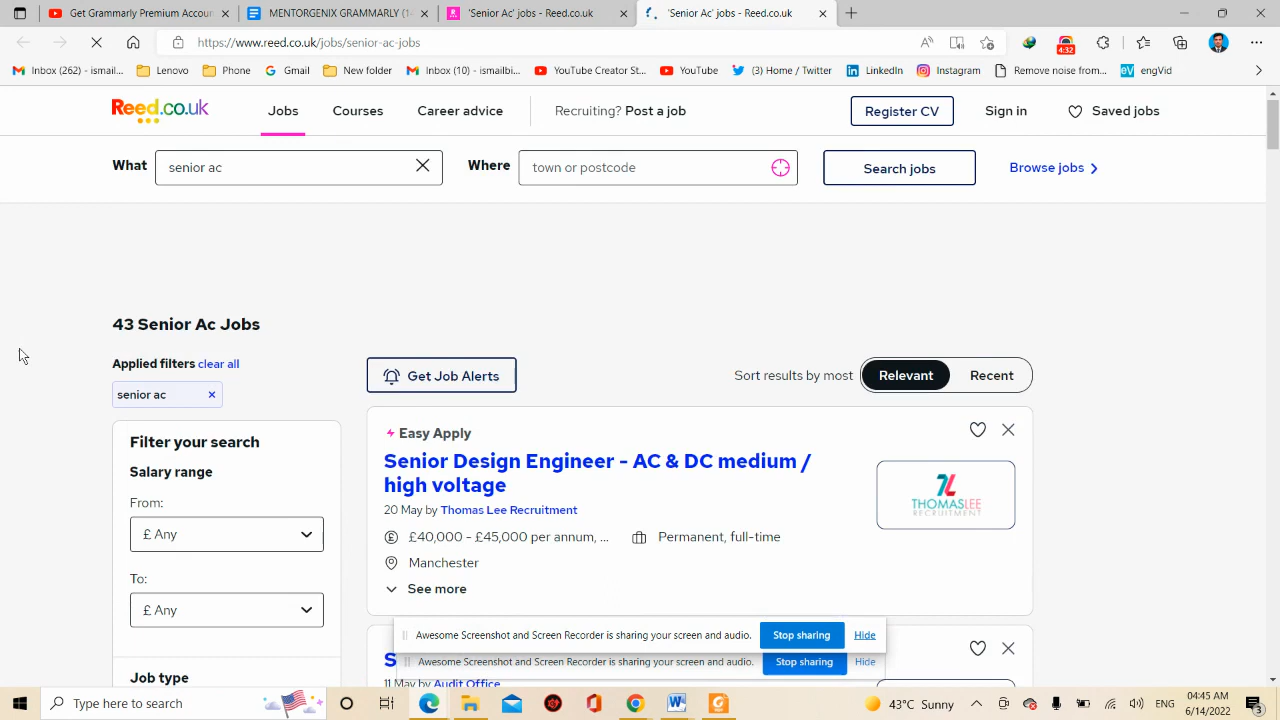 Get Grammarly Premium Accoun
MENTORGENIX GRAMMARLY (1-
'Senior Ac' jobs - Reed.co.uk
'Senior Ac' jobs - Reed.co.uk
https://www.reed.co.uk/jobs/senior-ac-jobs
4:32
Inbox (262) - ismail...
Lenovo
Phone
Gmail
New folder
Inbox (10) - ismailbi...
YouTube Creator St...
YouTube
(3) Home / Twitter
LinkedIn
Instagram
Remove noise from...
eV
engVid
Reed.co.uk
Jobs
Courses
Career advice
Recruiting? Post a job
Register CV
Sign in
Saved jobs
What
senior ac
Where
town or postcode
Search jobs
Browse jobs
43 Senior Ac Jobs
Applied filters clear all
senior ac
Get Job Alerts
Sort results by most
Relevant
Recent
Filter your search
Salary range
From:
£ Any
To:
£ Any
Job type
Easy Apply
Senior Design Engineer - AC & DC medium /
high voltage
20 May by Thomas Lee Recruitment
£40,000 - £45,000 per annum, ...
Permanent, full-time
Manchester
See more
THOMASLEE
RECRUITMENT
Awesome Screenshot and Screen Recorder is sharing your screen and audio.
Stop sharing
Hide
S
Awesome Screenshot and Screen Recorder is sharing your screen and audio.
Stop sharing
Hide
11 May by Audit Office
Type here to search
43°C Sunny
ENG
04:45 AM
6/14/2022
3